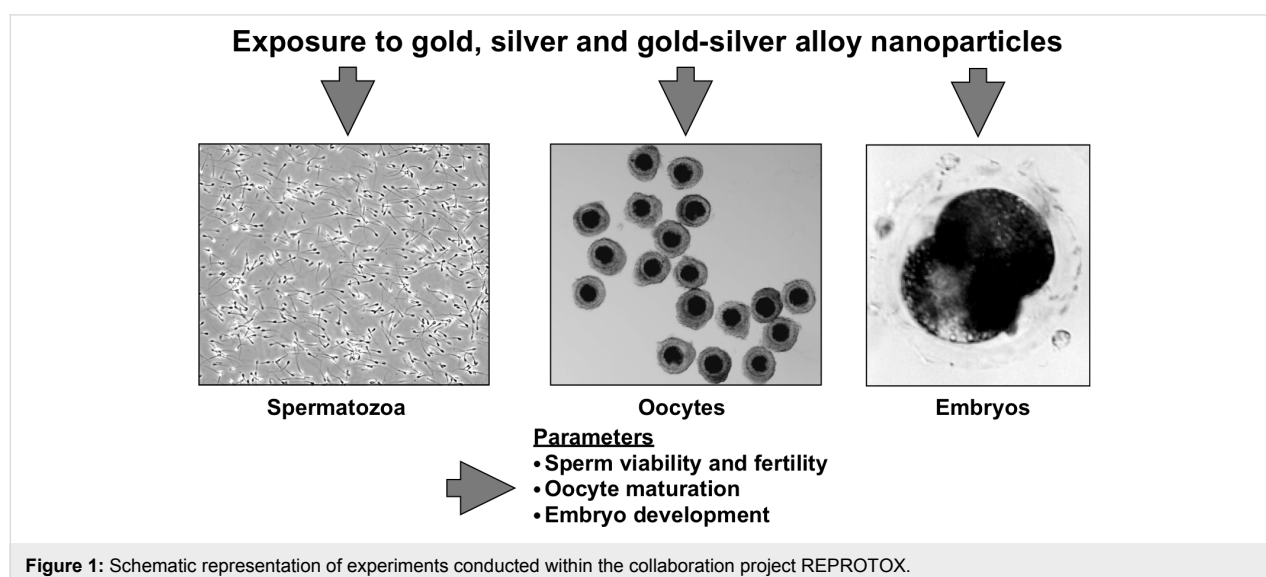 Exposure to gold, silver and gold-silver alloy nanoparticles
Spermatozoa
Oocytes
Embryos
Parameters
• Sperm viability and fertility
• Oocyte maturation
• Embryo development
Figure 1: Schematic representation of experiments conducted within the collaboration project REPROTOX.